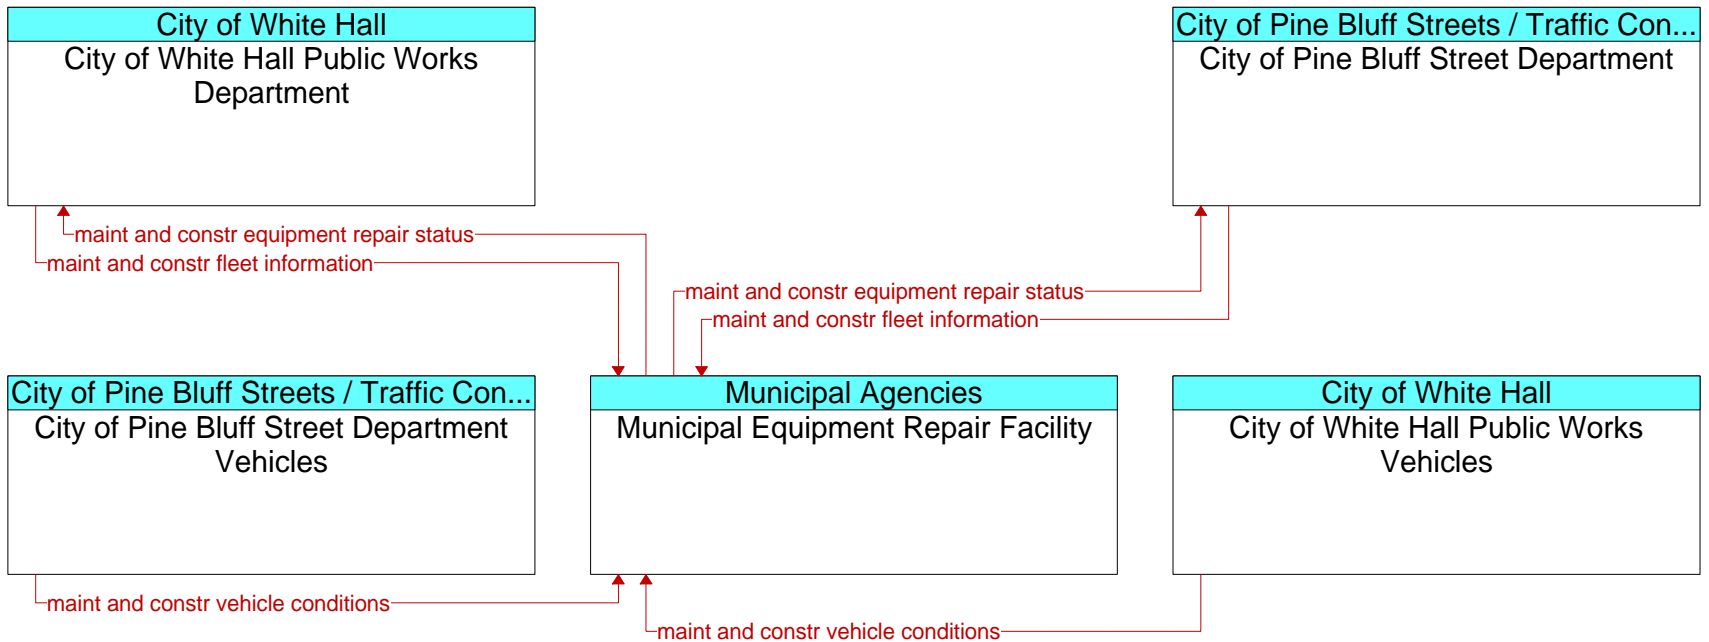 City of White Hall
City of White Hall Public Works
Department
City of Pine Bluff Streets / Traffic Con...
City of Pine Bluff Street Department
maint and constr equipment repair status
maint and constr fleet information
maint and constr equipment repair status
maint and constr fleet information
City of Pine Bluff Streets / Traffic Con...
City of Pine Bluff Street Department
Vehicles
Municipal Agencies
Municipal Equipment Repair Facility
City of White Hall
City of White Hall Public Works
Vehicles
maint and constr vehicle conditions
maint and constr vehicle conditions